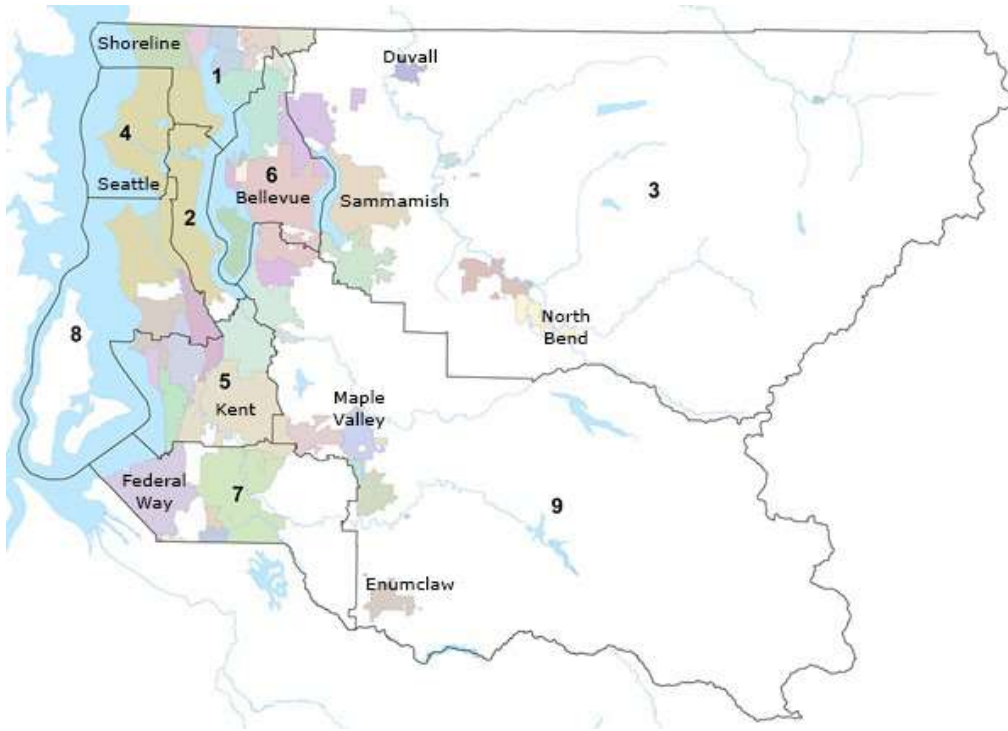 Shoreline
Duvall
1
4
Seattle
6
Bellevue
Sammamish
3
2
North
Bend
8
5
Kent
Maple
Valley
Federal
Way
7
9
Enumclaw